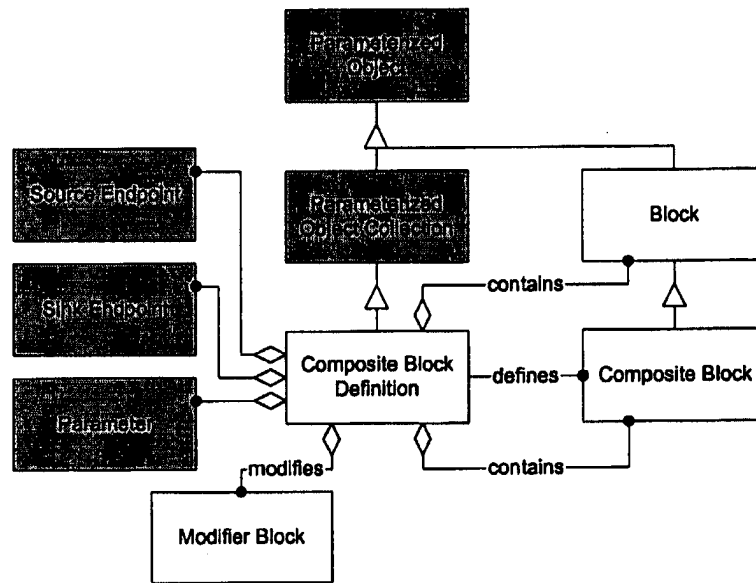 Parameterized
Object
Source Endpoint
Parameterized
Object Collection
Block
Sink Endpoint
contains
Composite Block
Definition
defines
Composite Block
Parameter
modifies
contains
Modifier Block